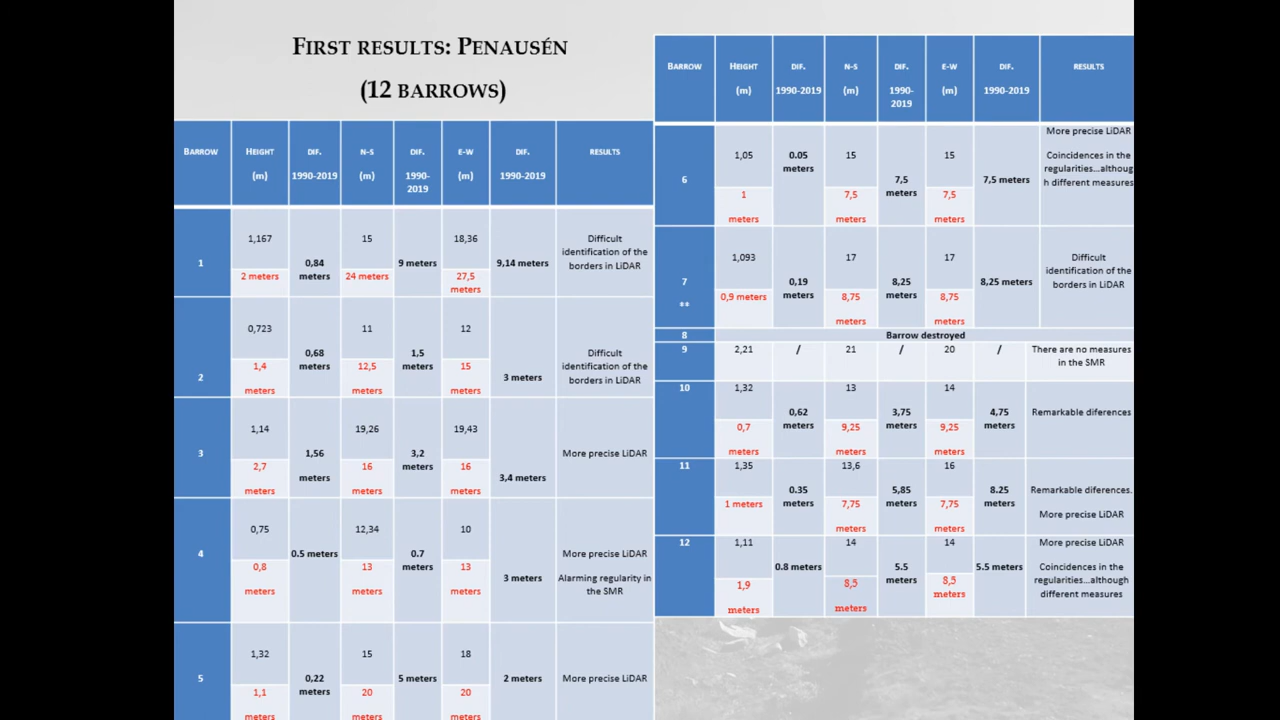 FIRST RESULTS: PENAUSÉN
(12 BARROWS)
BARROW HEIGHT (m) DIF. 1990-2019 N-S (m) DIF. 1990-2019 E-W (m) DIF. 1990-2019 RESULTS
1 1,167 2 meters 0,84 meters 15 24 meters 9 meters 18,36 27,5 meters 9,14 meters Difficult identification of the borders in LiDAR
2 0,723 1,4 meters 0,68 meters 11 12,5 meters 1,5 meters 12 15 meters 3 meters Difficult identification of the borders in LiDAR
3 1,14 2,7 meters 1,56 meters 19,26 16 meters 3,2 meters 19,43 16 meters 3,4 meters More precise LiDAR
4 0,75 0,8 meters 0.5 meters 12,34 13 meters 0.7 meters 10 13 meters 3 meters More precise LiDAR Alarming regularity in the SMR
5 1,32 1,1 meters 0,22 meters 15 20 meters 5 meters 18 20 meters 2 meters More precise LiDAR
BARROW HEIGHT (m) DIF. 1990-2019 N-S (m) DIF. 1990-2019 E-W (m) DIF. 1990-2019 RESULTS
6 1,05 1 meters 0.05 meters 15 7,5 meters 7,5 meters 15 7,5 meters 7,5 meters More precise LiDAR Coincidences in the regularities...althoug h different measures
7 ** 1,093 0,9 meters 0,19 meters 17 8,75 meters 8,25 meters 17 8,75 meters 8,25 meters Difficult identification of the borders in LiDAR
8 Barrow destroyed
9 2,21 / 21 / 20 / There are no measures in the SMR
10 1,32 0,7 meters 0,62 meters 13 9,25 meters 3,75 meters 14 9,25 meters 4,75 meters Remarkable diferences
11 1,35 1 meters 0.35 meters 13,6 7,75 meters 5,85 meters 16 7,75 meters 8.25 meters Remarkable diferences. More precise LiDAR
12 1,11 1,9 meters 0.8 meters 14 8,5 meters 5.5 meters 14 8,5 meters 5.5 meters More precise LiDAR Coincidences in the regularities...although different measures